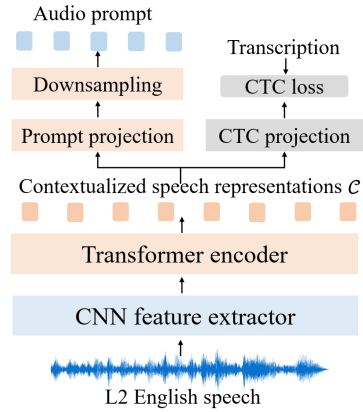 Audio prompt
Transcription
Downsampling
CTC loss
Prompt projection
CTC projection
Contextualized speech representations 𝒞
Transformer encoder
CNN feature extractor
L2 English speech